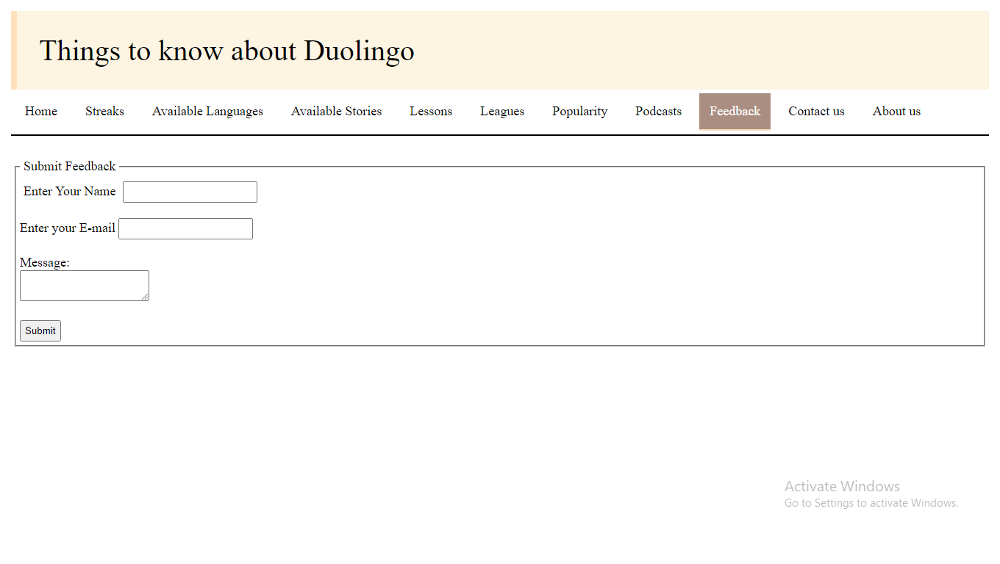 Things to know about Duolingo
Home Streaks Available Languages Available Stories Lessons Leagues Popularity Podcasts Feedback Contact us About us
Submit Feedback
Enter Your Name
Enter your E-mail
Message:
Submit
Activate Windows
Go to Settings to activate Windows.